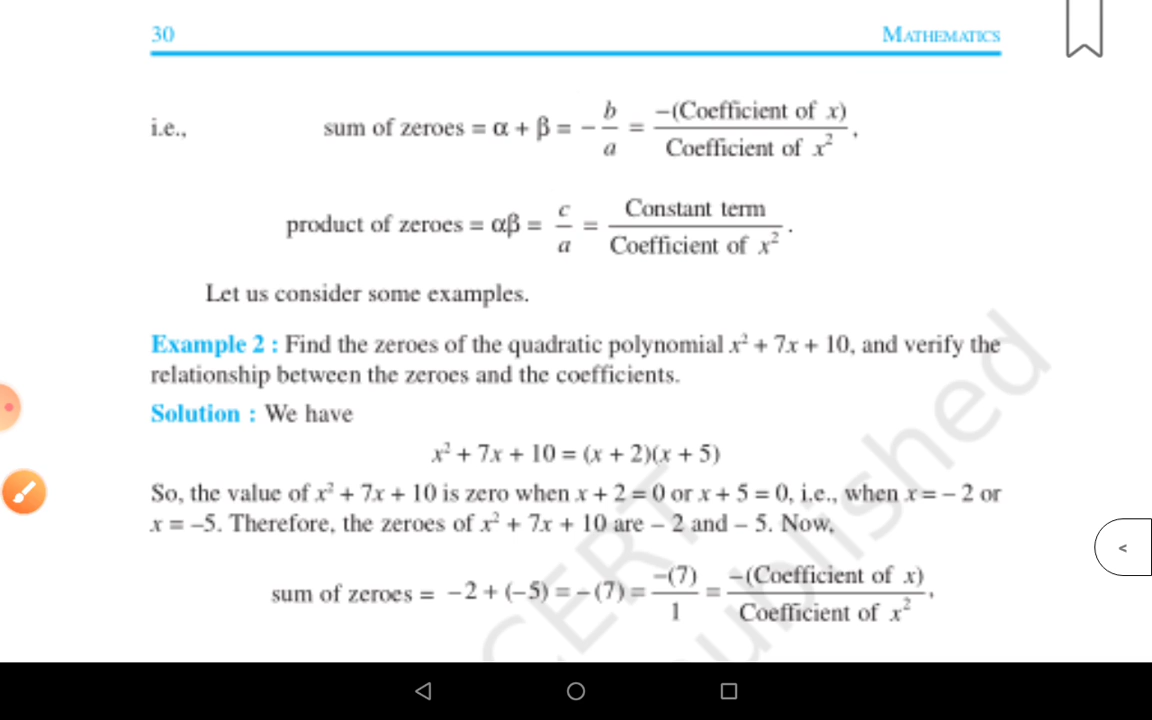 30 MATHEMATICS
i.e., sum of zeroes = α + β = −b/a = −(Coefficient of x)/Coefficient of x²,
product of zeroes = αβ = c/a = Constant term/Coefficient of x².
Let us consider some examples.
Example 2 : Find the zeroes of the quadratic polynomial x² + 7x + 10, and verify the
relationship between the zeroes and the coefficients.
Solution : We have
x² + 7x + 10 = (x + 2)(x + 5)
So, the value of x² + 7x + 10 is zero when x + 2 = 0 or x + 5 = 0, i.e., when x = – 2 or
x = –5. Therefore, the zeroes of x² + 7x + 10 are – 2 and – 5. Now,
sum of zeroes = −2 + (−5) = −(7) = −(7)/1 = −(Coefficient of x)/Coefficient of x²,